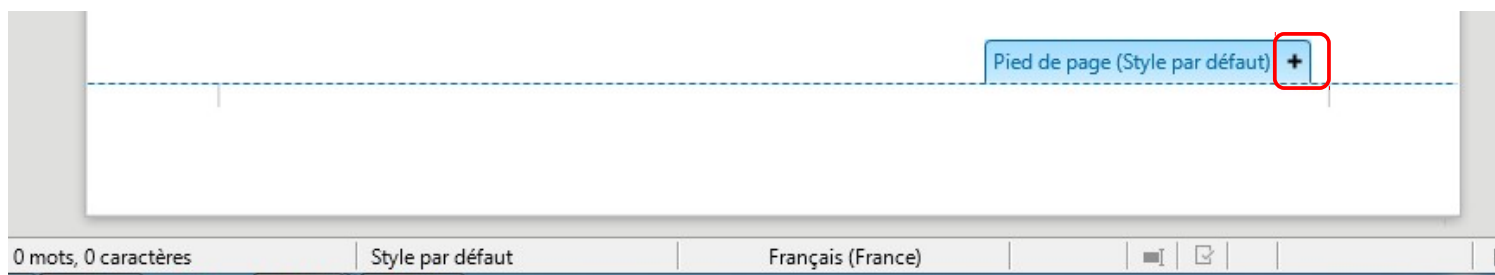 Pied de page (Style par défaut) +
0 mots, 0 caractères Style par défaut Français (France)